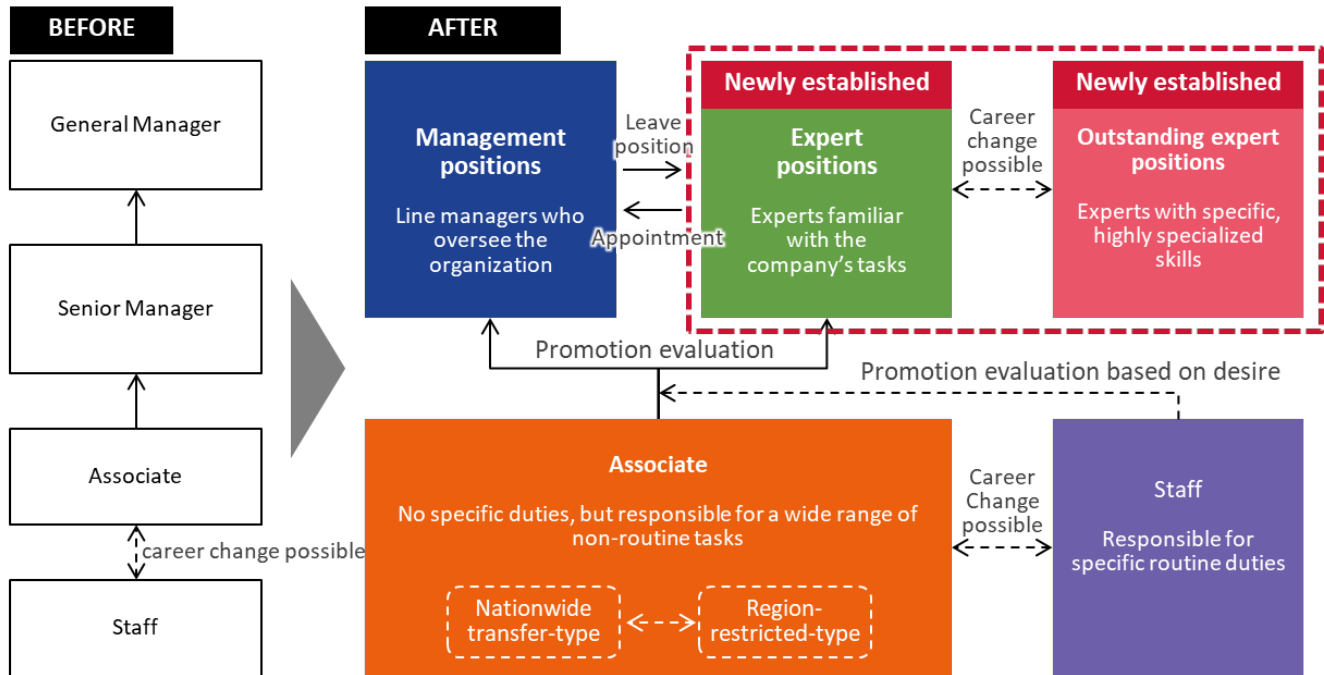 BEFORE
General Manager
Senior Manager
Associate
career change possible
Staff
AFTER
Management
positions
Line managers who
oversee the
organization
Leave
position
Appointment
Newly established
Expert
positions
Experts familiar
with the
company’s tasks
Career
change
possible
Newly established
Outstanding expert
positions
Experts with specific,
highly specialized
skills
Promotion evaluation
Promotion evaluation based on desire
Associate
No specific duties, but responsible for a wide range of
non-routine tasks
Nationwide
transfer-type
Region-
restricted-type
Career
Change
possible
Staff
Responsible for
specific routine duties